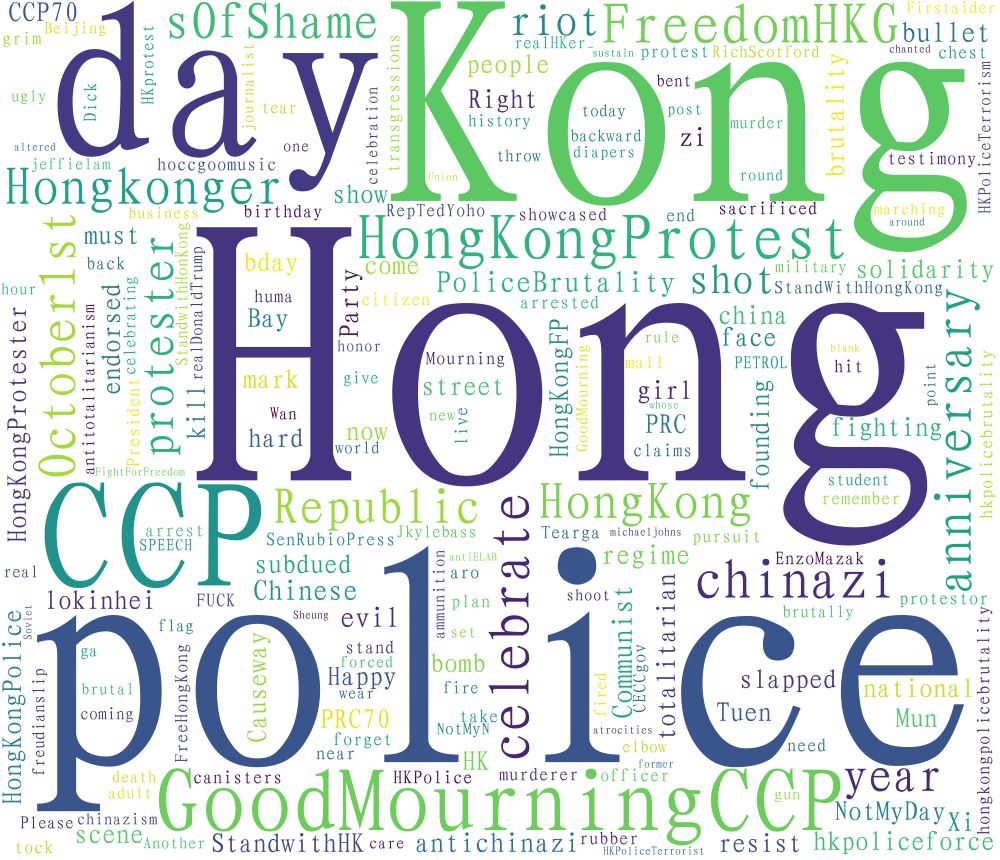 CCP70
Beijing
grim
day
sOfShame
Kong
riot
FreedomHKG
Firstaider
bullet
realHKer_
chanted
sustain
protest
RichScotford
chest
people
HKprotest
Dick
ugly
journalist
tear
transgressions
celebration
Right
history
today
bent
post
backward
zi
murder
brutality
HKPoliceTerrorism
altered
one
throw
diapers
testimony.
jeffielam
hoccgoomusic
Union
round
Hongkonger
show
RepTedYoho
showcased
end
sacrificed
marching
around
business
birthday
October1st
must
protester
StandwithHonKong
HongKongProtest
back
bday
Party
come
PoliceBrutality
shot
military
solidarity
hour
antitotalitarianism
endorsed
celebrating
realDonaldTrump
huma
Bay
citizen
arrested
StandWithHongKong
china
anniversary
HongKongProtester
President
kill
Hong
honor
Mourning
HongKongFP
GoodMourning
rule
mall
face
PETROL
blank
hit
point
hkpolicebrutality
mark
give
street
girl
whose
Wan
new
live
PRC
founding
fighting
hard
now
world
claims
FightForFreedom
student
remember
CCP
Republic
celebrate
HongKong
arrest
SPEECH
SenRubioPress
Jkylebass
Tearga
michaeljohns
pursuit
real
subdued
antiELAB
regime
EnzoMazak
Chinese
ammunition
aro
chinazi
lokinhei
FUCK
plan
shoot
protestor
HongKongPolice
Soviet
police
Sheung
evil
set
Communist
totalitarian
brutally
flag
stand
ga
Causeway
forced
bomb
CECCgov
slapped
hongkongpolicebrutality
freudianslip
brutal
FreeHongKong
Happy
fire
fired
national
coming
wear
PRC70
take
NotMyN
atrocities
Tuen
Mun
forget
elbow
near
HK
former
need
death
adult
GoodMourningCCP
canisters
HKPolice
murderer
officer
gun
year
Please
chinazism
NotMyDay
Xi
scene
Another
StandwithHK
care
antichinazi
rubber
resist
hkpoliceforce
tock
HKPoliceTerrorist